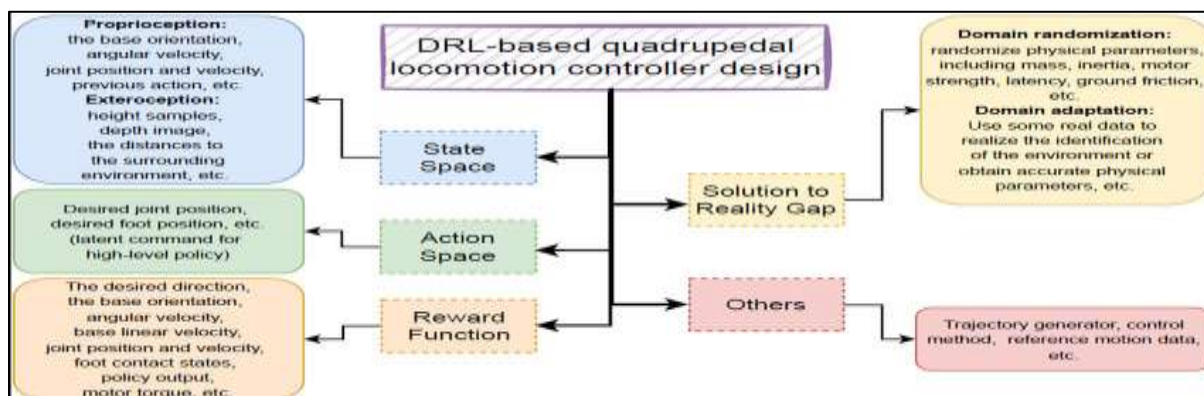 DRL-based quadrupedal
locomotion controller design
Proprioception:
the base orientation,
angular velocity,
joint position and velocity,
previous action, etc.
Exteroception:
height samples,
depth image,
the distances to
the surrounding
environment, etc.
State
Space
Desired joint position,
desired foot position, etc.
(latent command for
high-level policy)
Action
Space
The desired direction,
the base orientation,
angular velocity,
base linear velocity,
joint position and velocity,
foot contact states,
policy output,
motor torque, etc.
Reward
Function
Domain randomization:
randomize physical parameters,
including mass, inertia, motor
strength, latency, ground friction,
etc.
Domain adaptation:
Use some real data to
realize the identification
of the environment or
obtain accurate physical
parameters, etc.
Solution to
Reality Gap
Others
Trajectory generator, control
method, reference motion data,
etc.